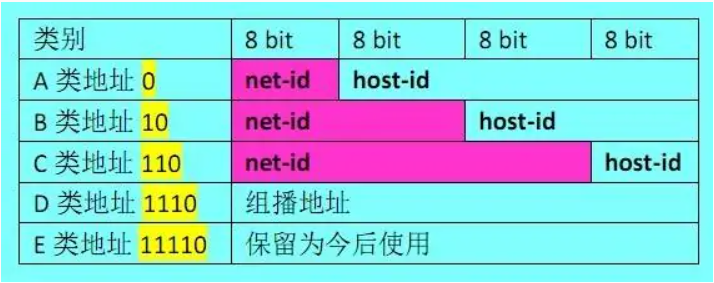 类别 8 bit 8 bit 8 bit 8 bit
A 类地址 0 net-id host-id
B 类地址 10 net-id host-id
C 类地址 110 net-id host-id
D 类地址 1110 组播地址
E 类地址 11110 保留为今后使用